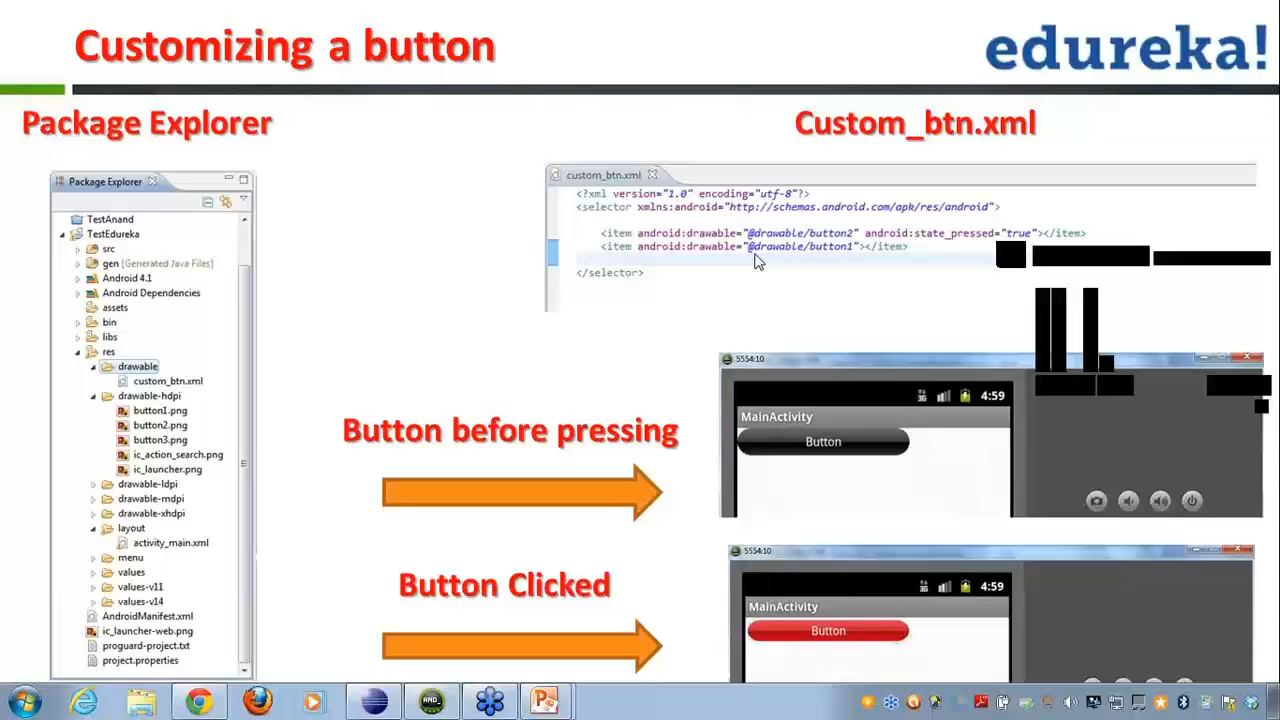 Customizing a button
edureka!
Package Explorer
Custom_btn.xml
Package Explorer
TestAnand
TestEdureka
src
gen [Generated Java Files]
Android 4.1
Android Dependencies
assets
bin
libs
res
drawable
custom_btn.xml
drawable-hdpi
button1.png
button2.png
button3.png
ic_action_search.png
ic_launcher.png
drawable-ldpi
drawable-mdpi
drawable-xhdpi
layout
activity_main.xml
menu
values
values-v11
values-v14
AndroidManifest.xml
ic_launcher-web.png
proguard-project.txt
project.properties
custom_btn.xml
<?xml version="1.0" encoding="utf-8"?>
<selector xmlns:android="http://schemas.android.com/apk/res/android">
<item android:drawable="@drawable/button2" android:state_pressed="true"></item>
<item android:drawable="@drawable/button1"></item>
</selector>
Button before pressing
5554:10
3G 4:59
MainActivity
Button
Button Clicked
5554:10
3G 4:59
MainActivity
Button
AND_